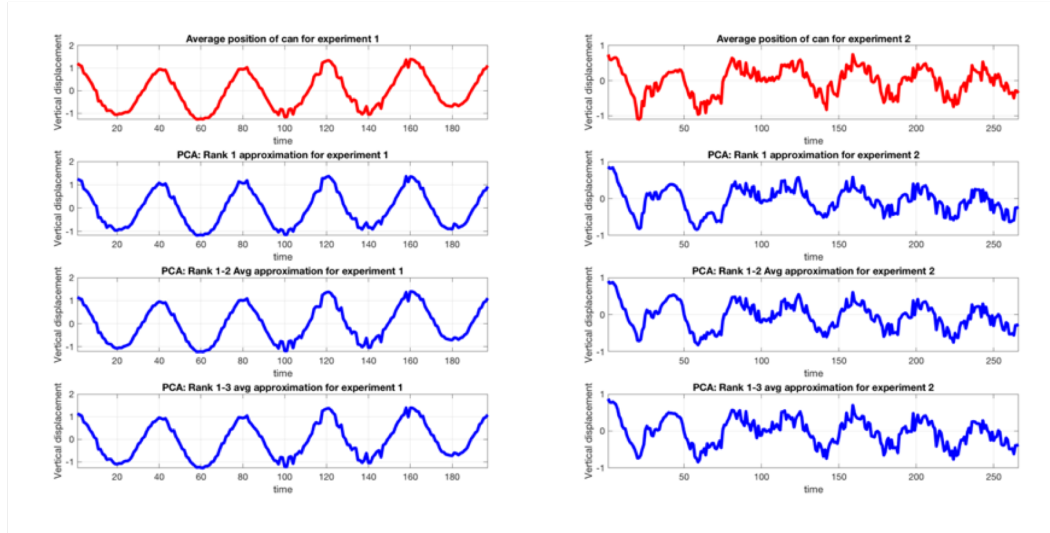 Average position of can for experiment 1
Vertical displacement
2
1
0
-1
20 40 60 80 100 120 140 160 180
time
PCA: Rank 1 approximation for experiment 1
Vertical displacement
2
1
0
-1
20 40 60 80 100 120 140 160 180
time
PCA: Rank 1-2 Avg approximation for experiment 1
Vertical displacement
2
1
0
-1
20 40 60 80 100 120 140 160 180
time
PCA: Rank 1-3 avg approximation for experiment 1
Vertical displacement
2
1
0
-1
20 40 60 80 100 120 140 160 180
time
Average position of can for experiment 2
Vertical displacement
1
0
-1
50 100 150 200 250
time
PCA: Rank 1 approximation for experiment 2
Vertical displacement
1
0
-1
50 100 150 200 250
time
PCA: Rank 1-2 Avg approximation for experiment 2
Vertical displacement
1
0
-1
50 100 150 200 250
time
PCA: Rank 1-3 avg approximation for experiment 2
Vertical displacement
1
0
-1
50 100 150 200 250
time